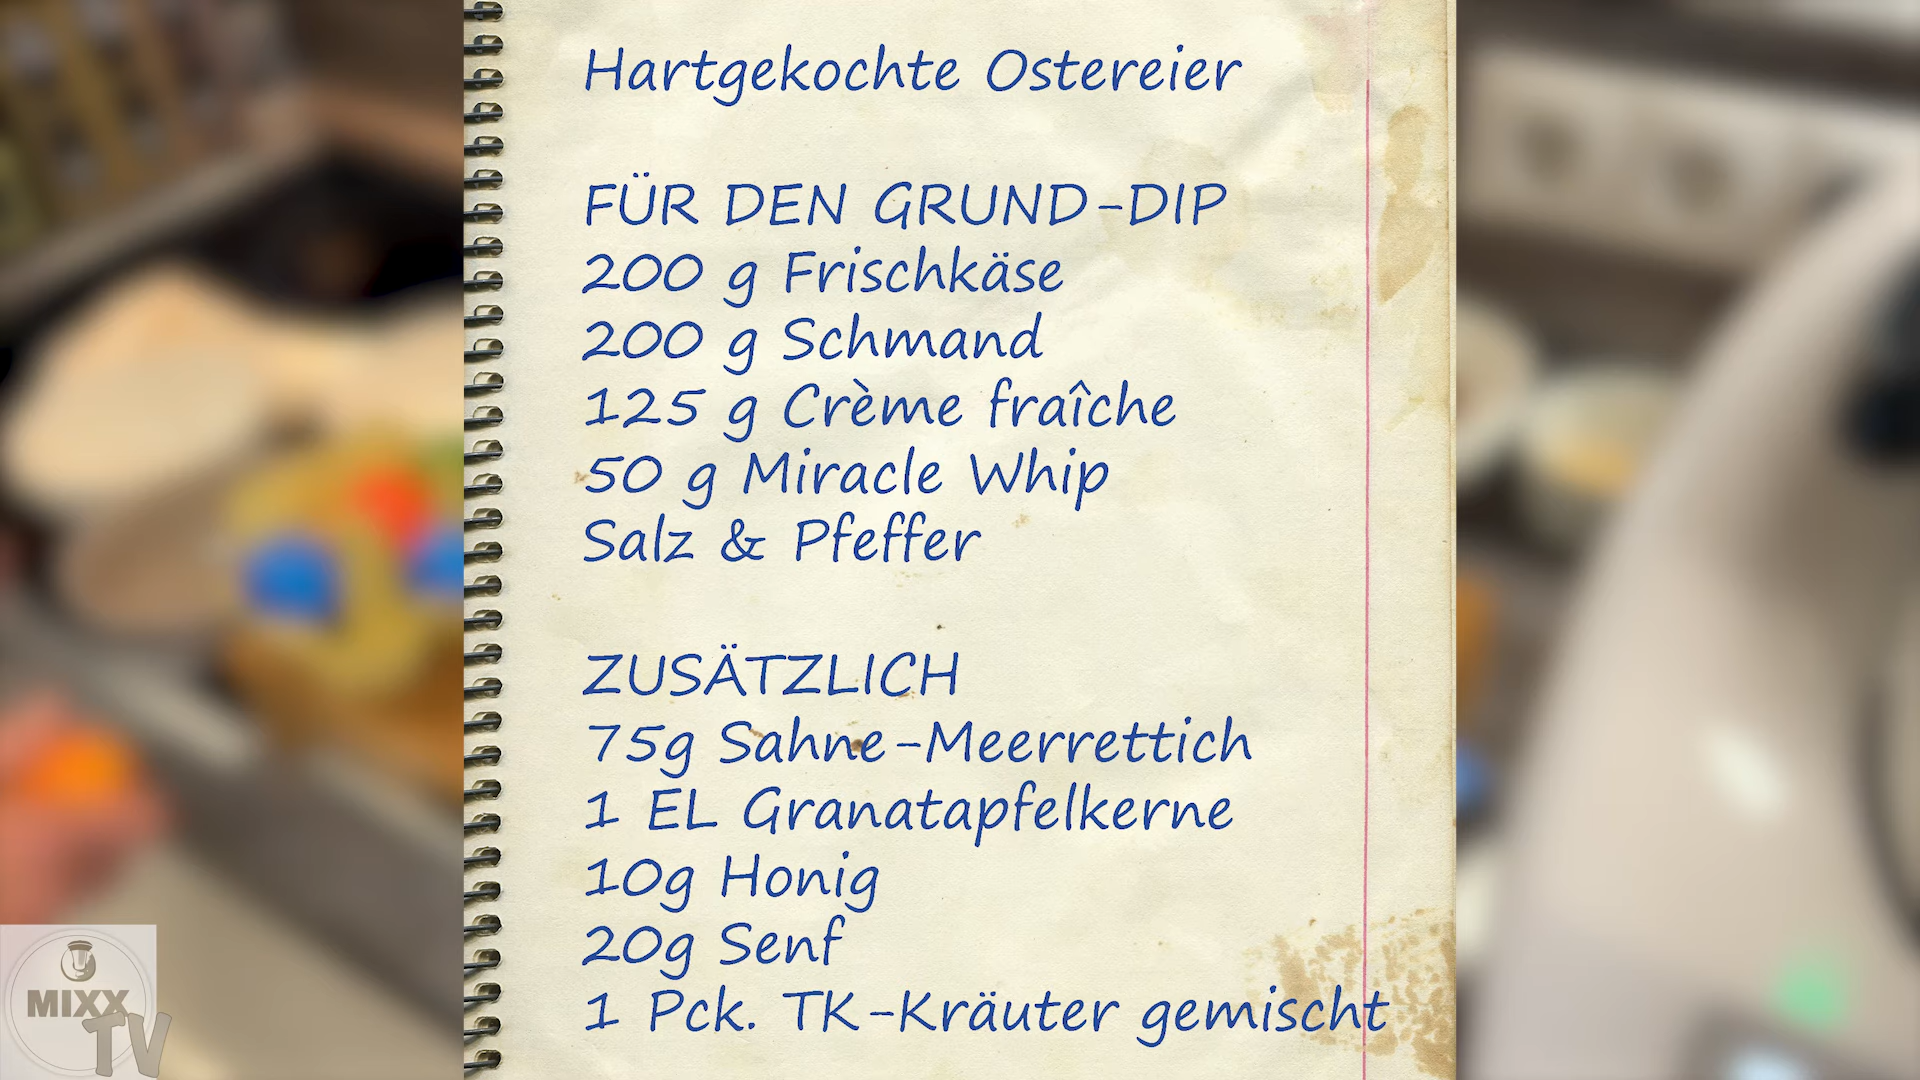 Hartgekochte Ostereier
FÜR DEN GRUND-DIP
200 g Frischkäse
200 g Schmand
125 g Crème fraîche
50 g Miracle Whip
Salz & Pfeffer
ZUSÄTZLICH
75g Sahne-Meerrettich
1 EL Granatapfelkerne
10g Honig
20g Senf
1 Pck. TK-Kräuter gemischt
MIXX
TV